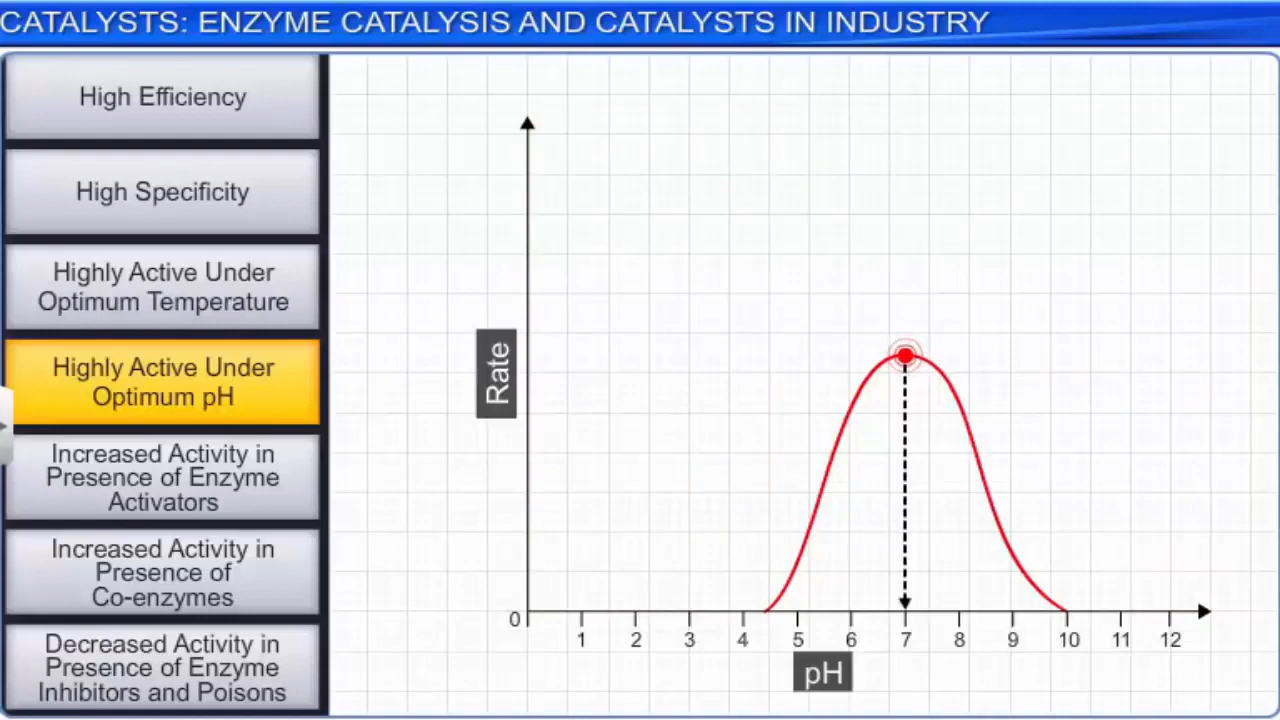 CATALYSTS: ENZYME CATALYSIS AND CATALYSTS IN INDUSTRY
High Efficiency
High Specificity
Highly Active Under
Optimum Temperature
Highly Active Under
Optimum pH
Increased Activity in
Presence of Enzyme
Activators
Increased Activity in
Presence of
Co-enzymes
Decreased Activity in
Presence of Enzyme
Inhibitors and Poisons
Rate
0 1 2 3 4 5 6 7 8 9 10 11 12
pH